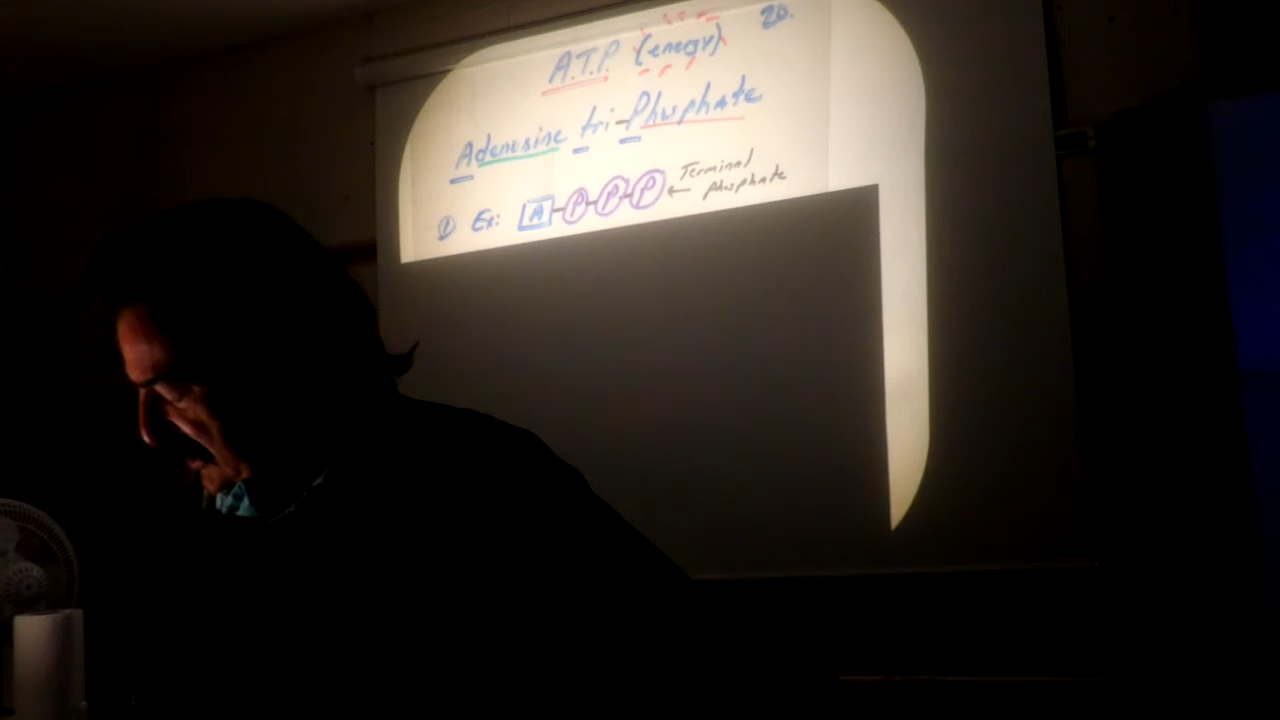 20.
A.T.P. (energy)
Adenosine tri-Phosphate
① Ex: A-P-P-P ← Terminal
phosphate